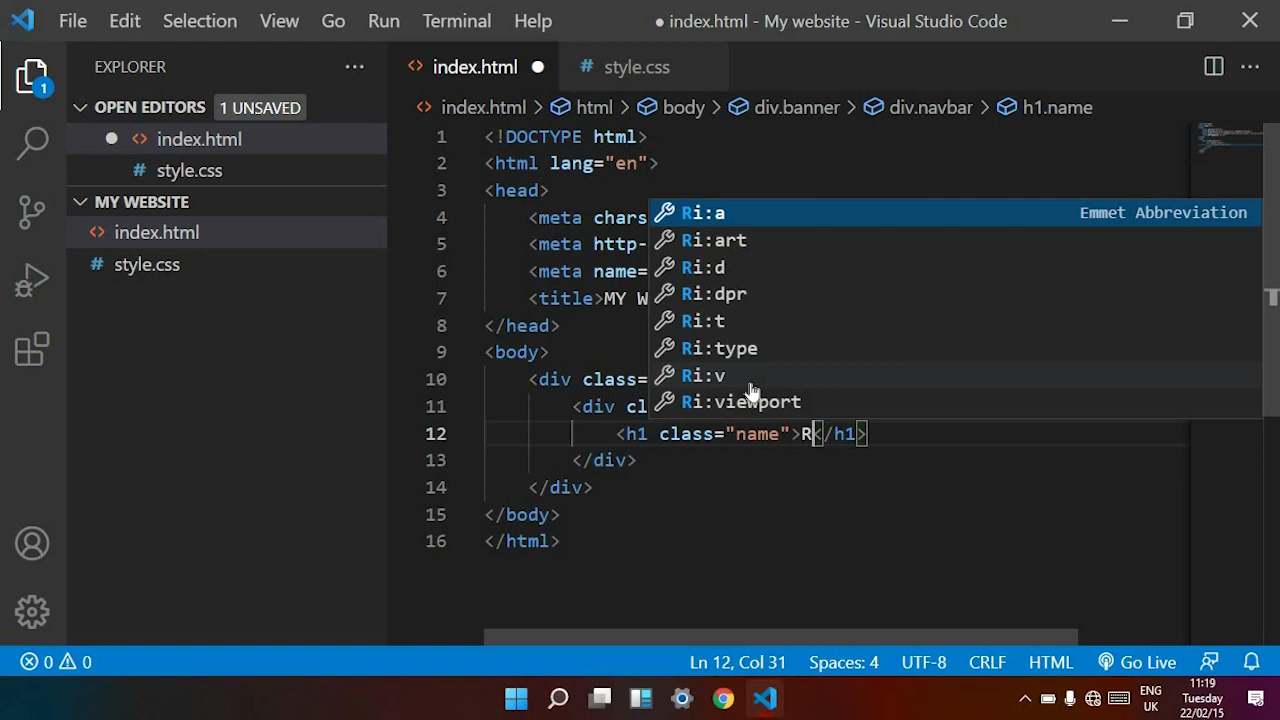 File Edit Selection View Go Run Terminal Help ● index.html - My website - Visual Studio Code
EXPLORER ···
index.html ●
# style.css
OPEN EDITORS 1 UNSAVED
● <> index.html
# style.css
MY WEBSITE
<> index.html
# style.css
1
<> index.html > html > body > div.banner > div.navbar > h1.name
1 <!DOCTYPE html>
2 <html lang="en">
3 <head>
4 <meta chars
5 <meta http-
6 <meta name=
7 <title>MY W
8 </head>
9 <body>
10 <div class=
11 <div cl
12 <h1 class="name">R</h1>
13 </div>
14 </div>
15 </body>
16 </html>
Ri:a Emmet Abbreviation
Ri:art
Ri:d
Ri:dpr
Ri:t
Ri:type
Ri:v
Ri:viewport
0 0 Ln 12, Col 31 Spaces: 4 UTF-8 CRLF HTML Go Live
ENG
UK
11:19
Tuesday
22/02/15